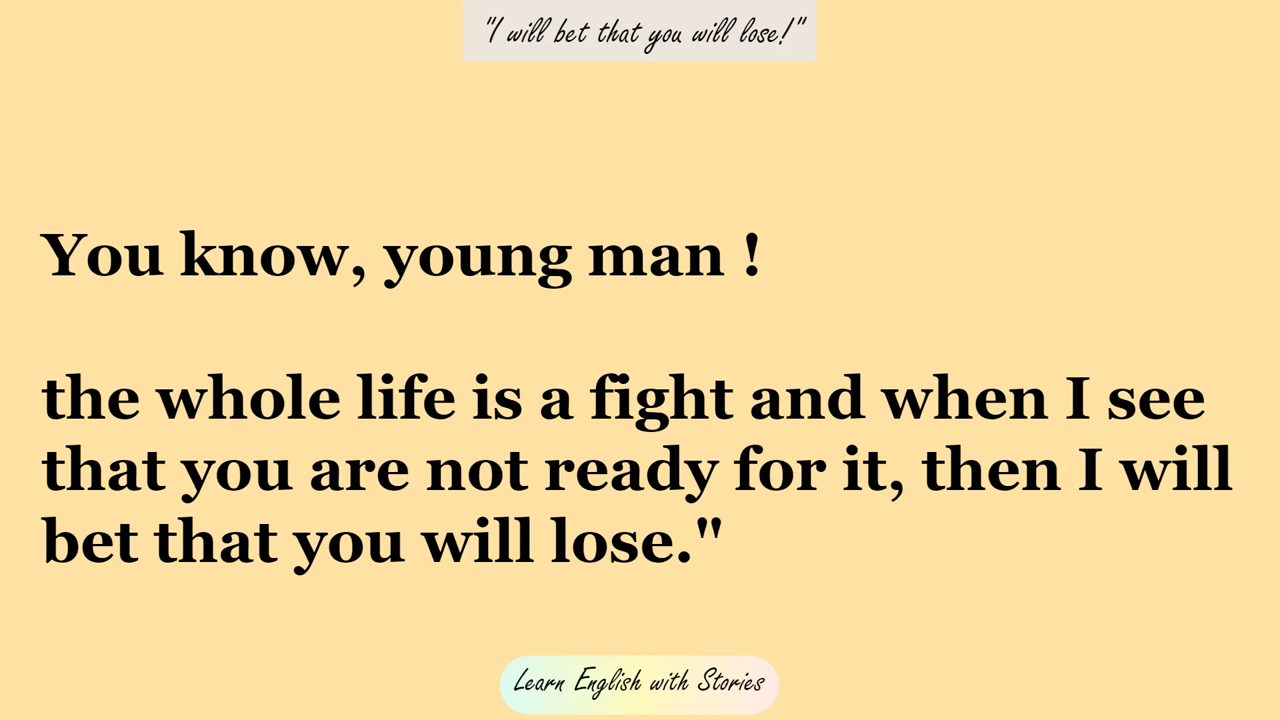 "I will bet that you will lose!"
You know, young man !
the whole life is a fight and when I see
that you are not ready for it, then I will
bet that you will lose."
Learn English with Stories